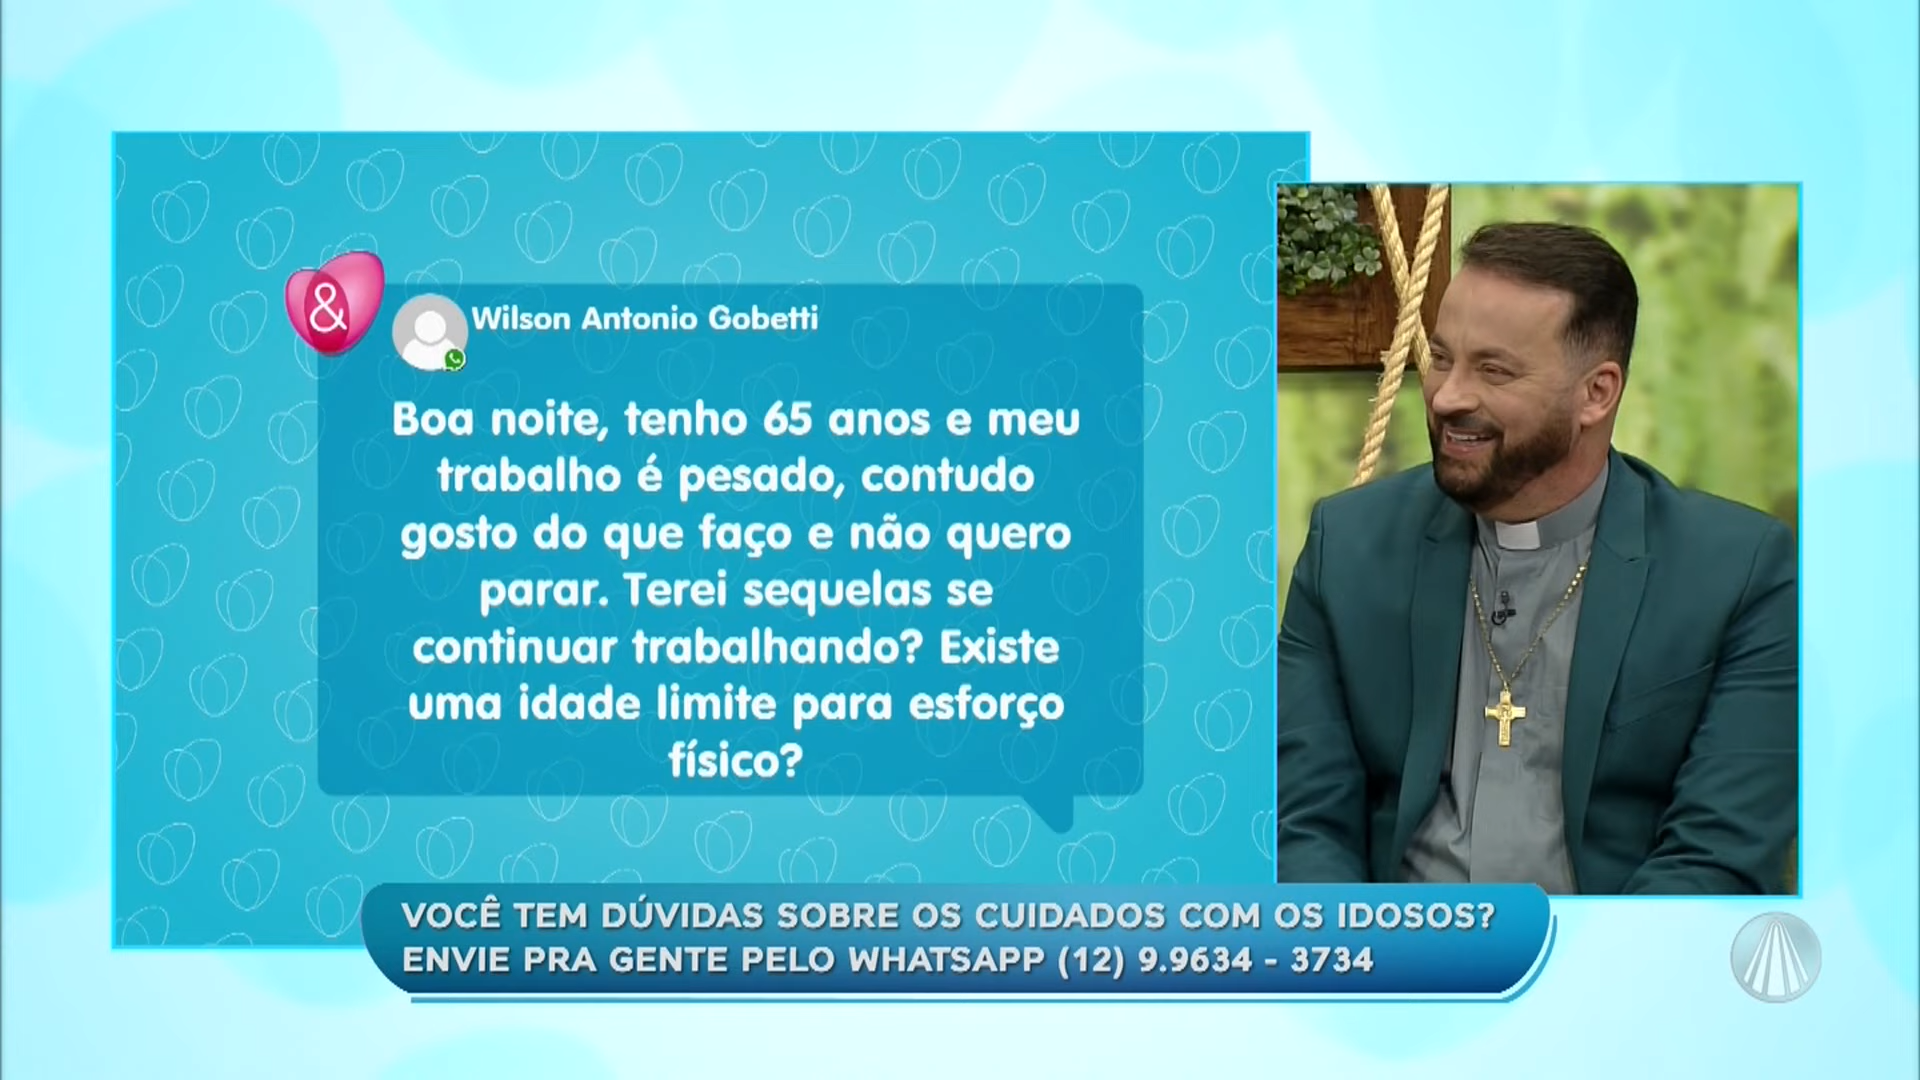 &
Wilson Antonio Gobetti
Boa noite, tenho 65 anos e meu
trabalho é pesado, contudo
gosto do que faço e não quero
parar. Terei sequelas se
continuar trabalhando? Existe
uma idade limite para esforço
físico?
VOCÊ TEM DÚVIDAS SOBRE OS CUIDADOS COM OS IDOSOS?
ENVIE PRA GENTE PELO WHATSAPP (12) 9.9634 - 3734